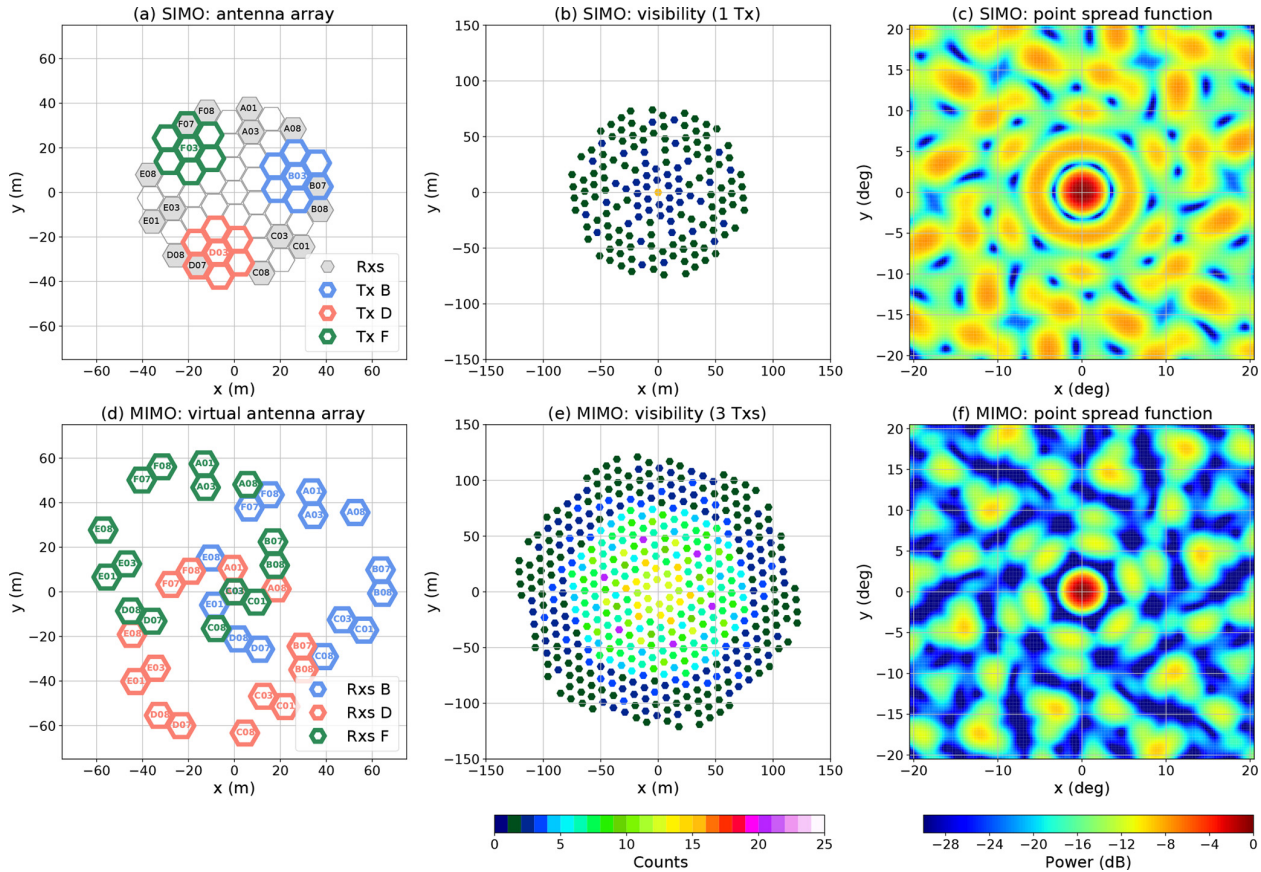 (a) SIMO: antenna array
(b) SIMO: visibility (1 Tx)
(c) SIMO: point spread function
60
40
20
0
−20
−40
−60
y (m)
F08
A01
F07
A03
A08
F03
E08
B03
B07
E03
B08
E01
C03
D03
C01
D08
D07
C08
Rxs
Tx B
Tx D
Tx F
−60 −40 −20 0 20 40 60
x (m)
150
100
50
0
−50
−100
−150
y (m)
−150 −100 −50 0 50 100 150
x (m)
20
15
10
5
0
−5
−10
−15
−20
y (deg)
−20 −10 0 10 20
x (deg)
(d) MIMO: virtual antenna array
(e) MIMO: visibility (3 Txs)
(f) MIMO: point spread function
60
40
20
0
−20
−40
−60
y (m)
A01
F08
F07
A03
A08
F08
A01
F07
A03
A08
E08
B07
E08
E03
B08
A01
B07
F08
E01
F07
A08
B08
C03
C01
E01
D08
D07
C03
C01
E08
C08
D08
D07
B07
C08
E03
B08
E01
C03
C01
D08
D07
C08
Rxs B
Rxs D
Rxs F
−60 −40 −20 0 20 40 60
x (m)
150
100
50
0
−50
−100
−150
y (m)
−150 −100 −50 0 50 100 150
x (m)
20
15
10
5
0
−5
−10
−15
−20
y (deg)
−20 −10 0 10 20
x (deg)
0 5 10 15 20 25
Counts
−28 −24 −20 −16 −12 −8 −4 0
Power (dB)